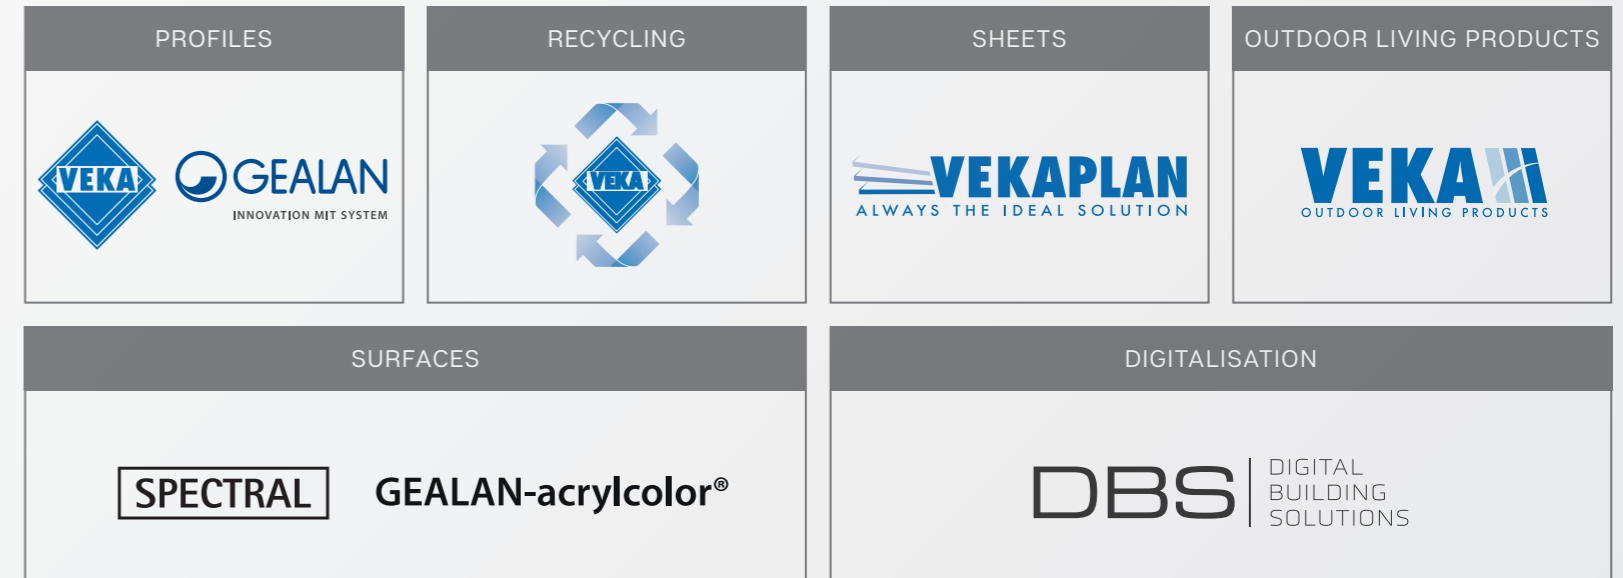 PROFILES
RECYCLING
SHEETS
OUTDOOR LIVING PRODUCTS
VEKA
GEALAN
INNOVATION MIT SYSTEM
VEKA
VEKAPLAN
ALWAYS THE IDEAL SOLUTION
VEKA
OUTDOOR LIVING PRODUCTS
SURFACES
DIGITALISATION
SPECTRAL
GEALAN-acrylcolor®
DBS
DIGITAL
BUILDING
SOLUTIONS